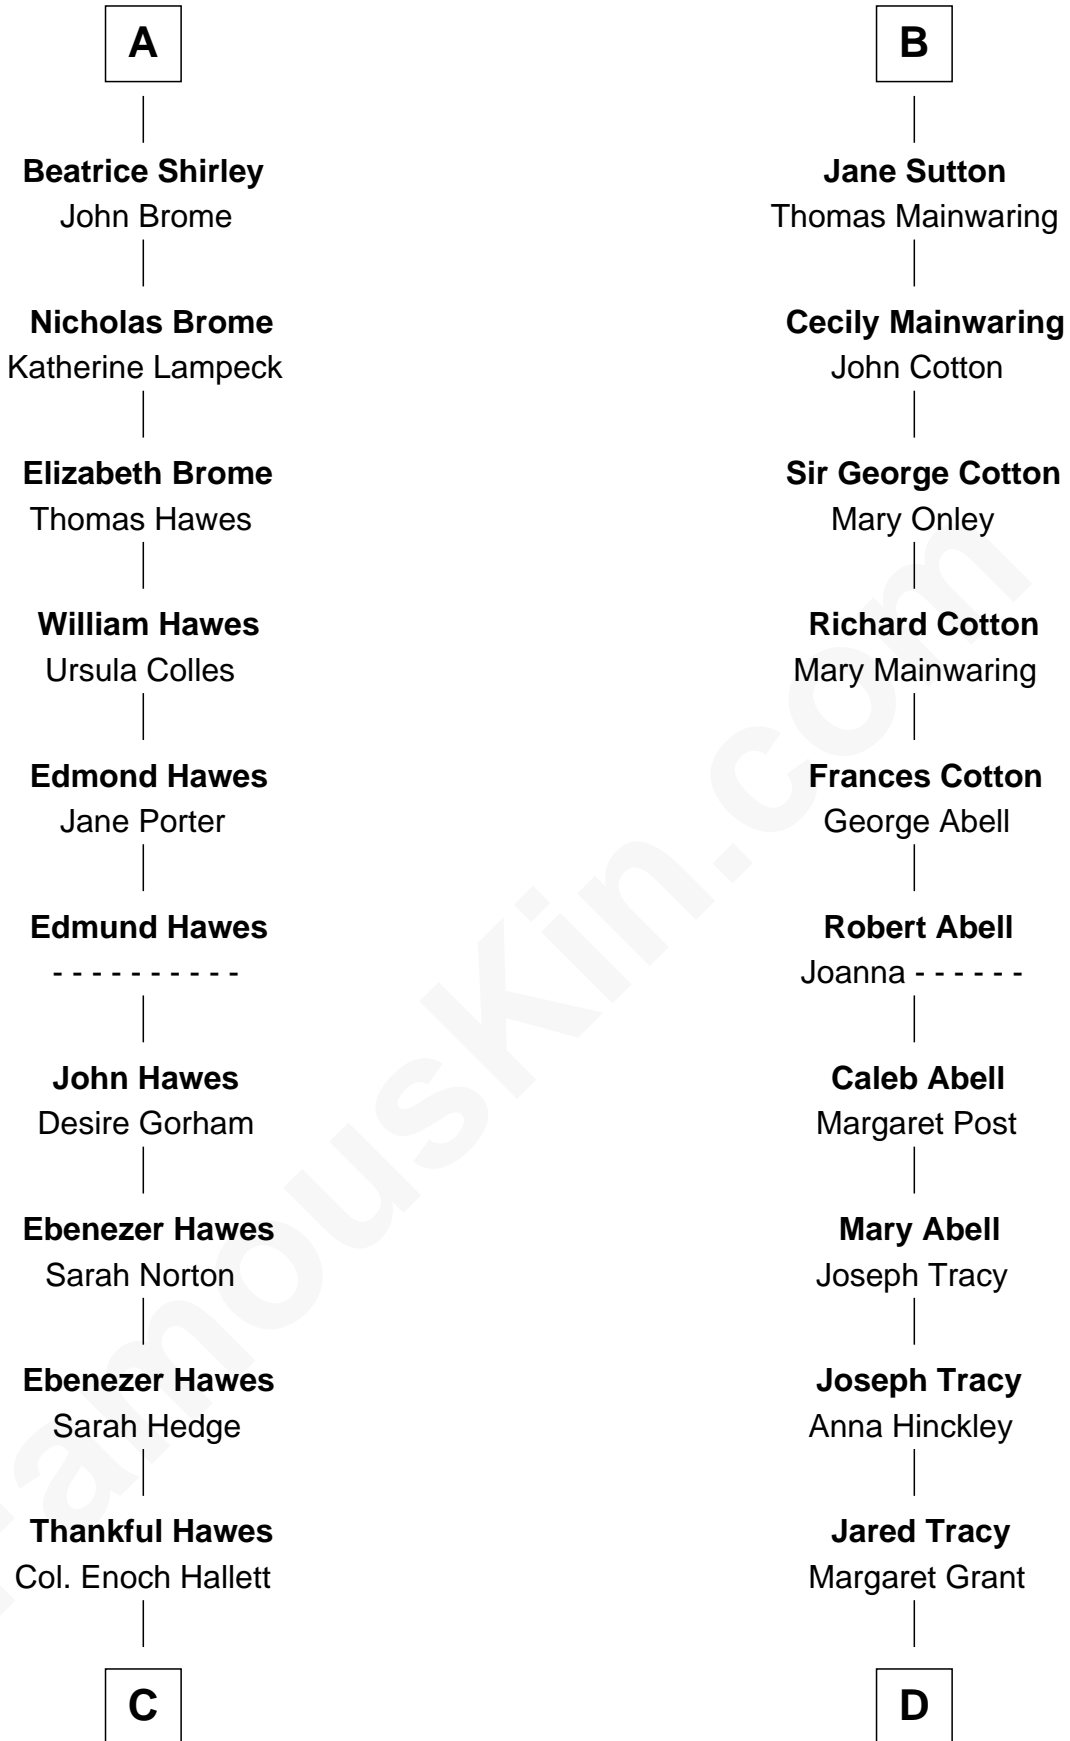 A
Beatrice Shirley
John Brome
Nicholas Brome
Katherine Lampeck
Elizabeth Brome
Thomas Hawes
William Hawes
Ursula Colles
Edmond Hawes
Jane Porter
Edmund Hawes
- - - - - - - - - -
John Hawes
Desire Gorham
Ebenezer Hawes
Sarah Norton
Ebenezer Hawes
Sarah Hedge
Thankful Hawes
Col. Enoch Hallett
C
B
Jane Sutton
Thomas Mainwaring
Cecily Mainwaring
John Cotton
Sir George Cotton
Mary Onley
Richard Cotton
Mary Mainwaring
Frances Cotton
George Abell
Robert Abell
Joanna - - - - - -
Caleb Abell
Margaret Post
Mary Abell
Joseph Tracy
Joseph Tracy
Anna Hinckley
Jared Tracy
Margaret Grant
D
FamousKin.com